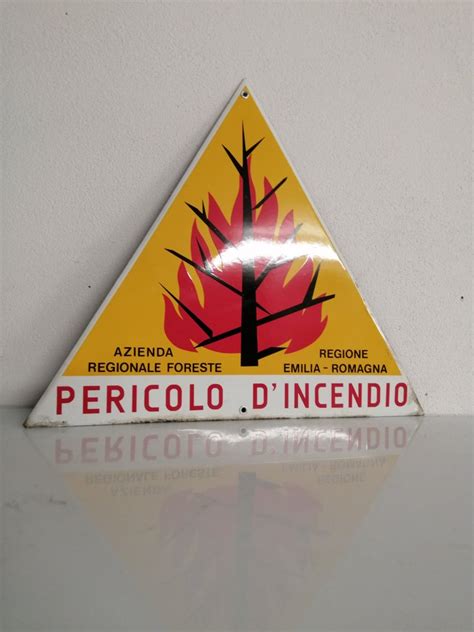 AZIENDA
REGIONALE FORESTE
REGIONE
EMILIA - ROMAGNA
PERICOLO D'INCENDIO